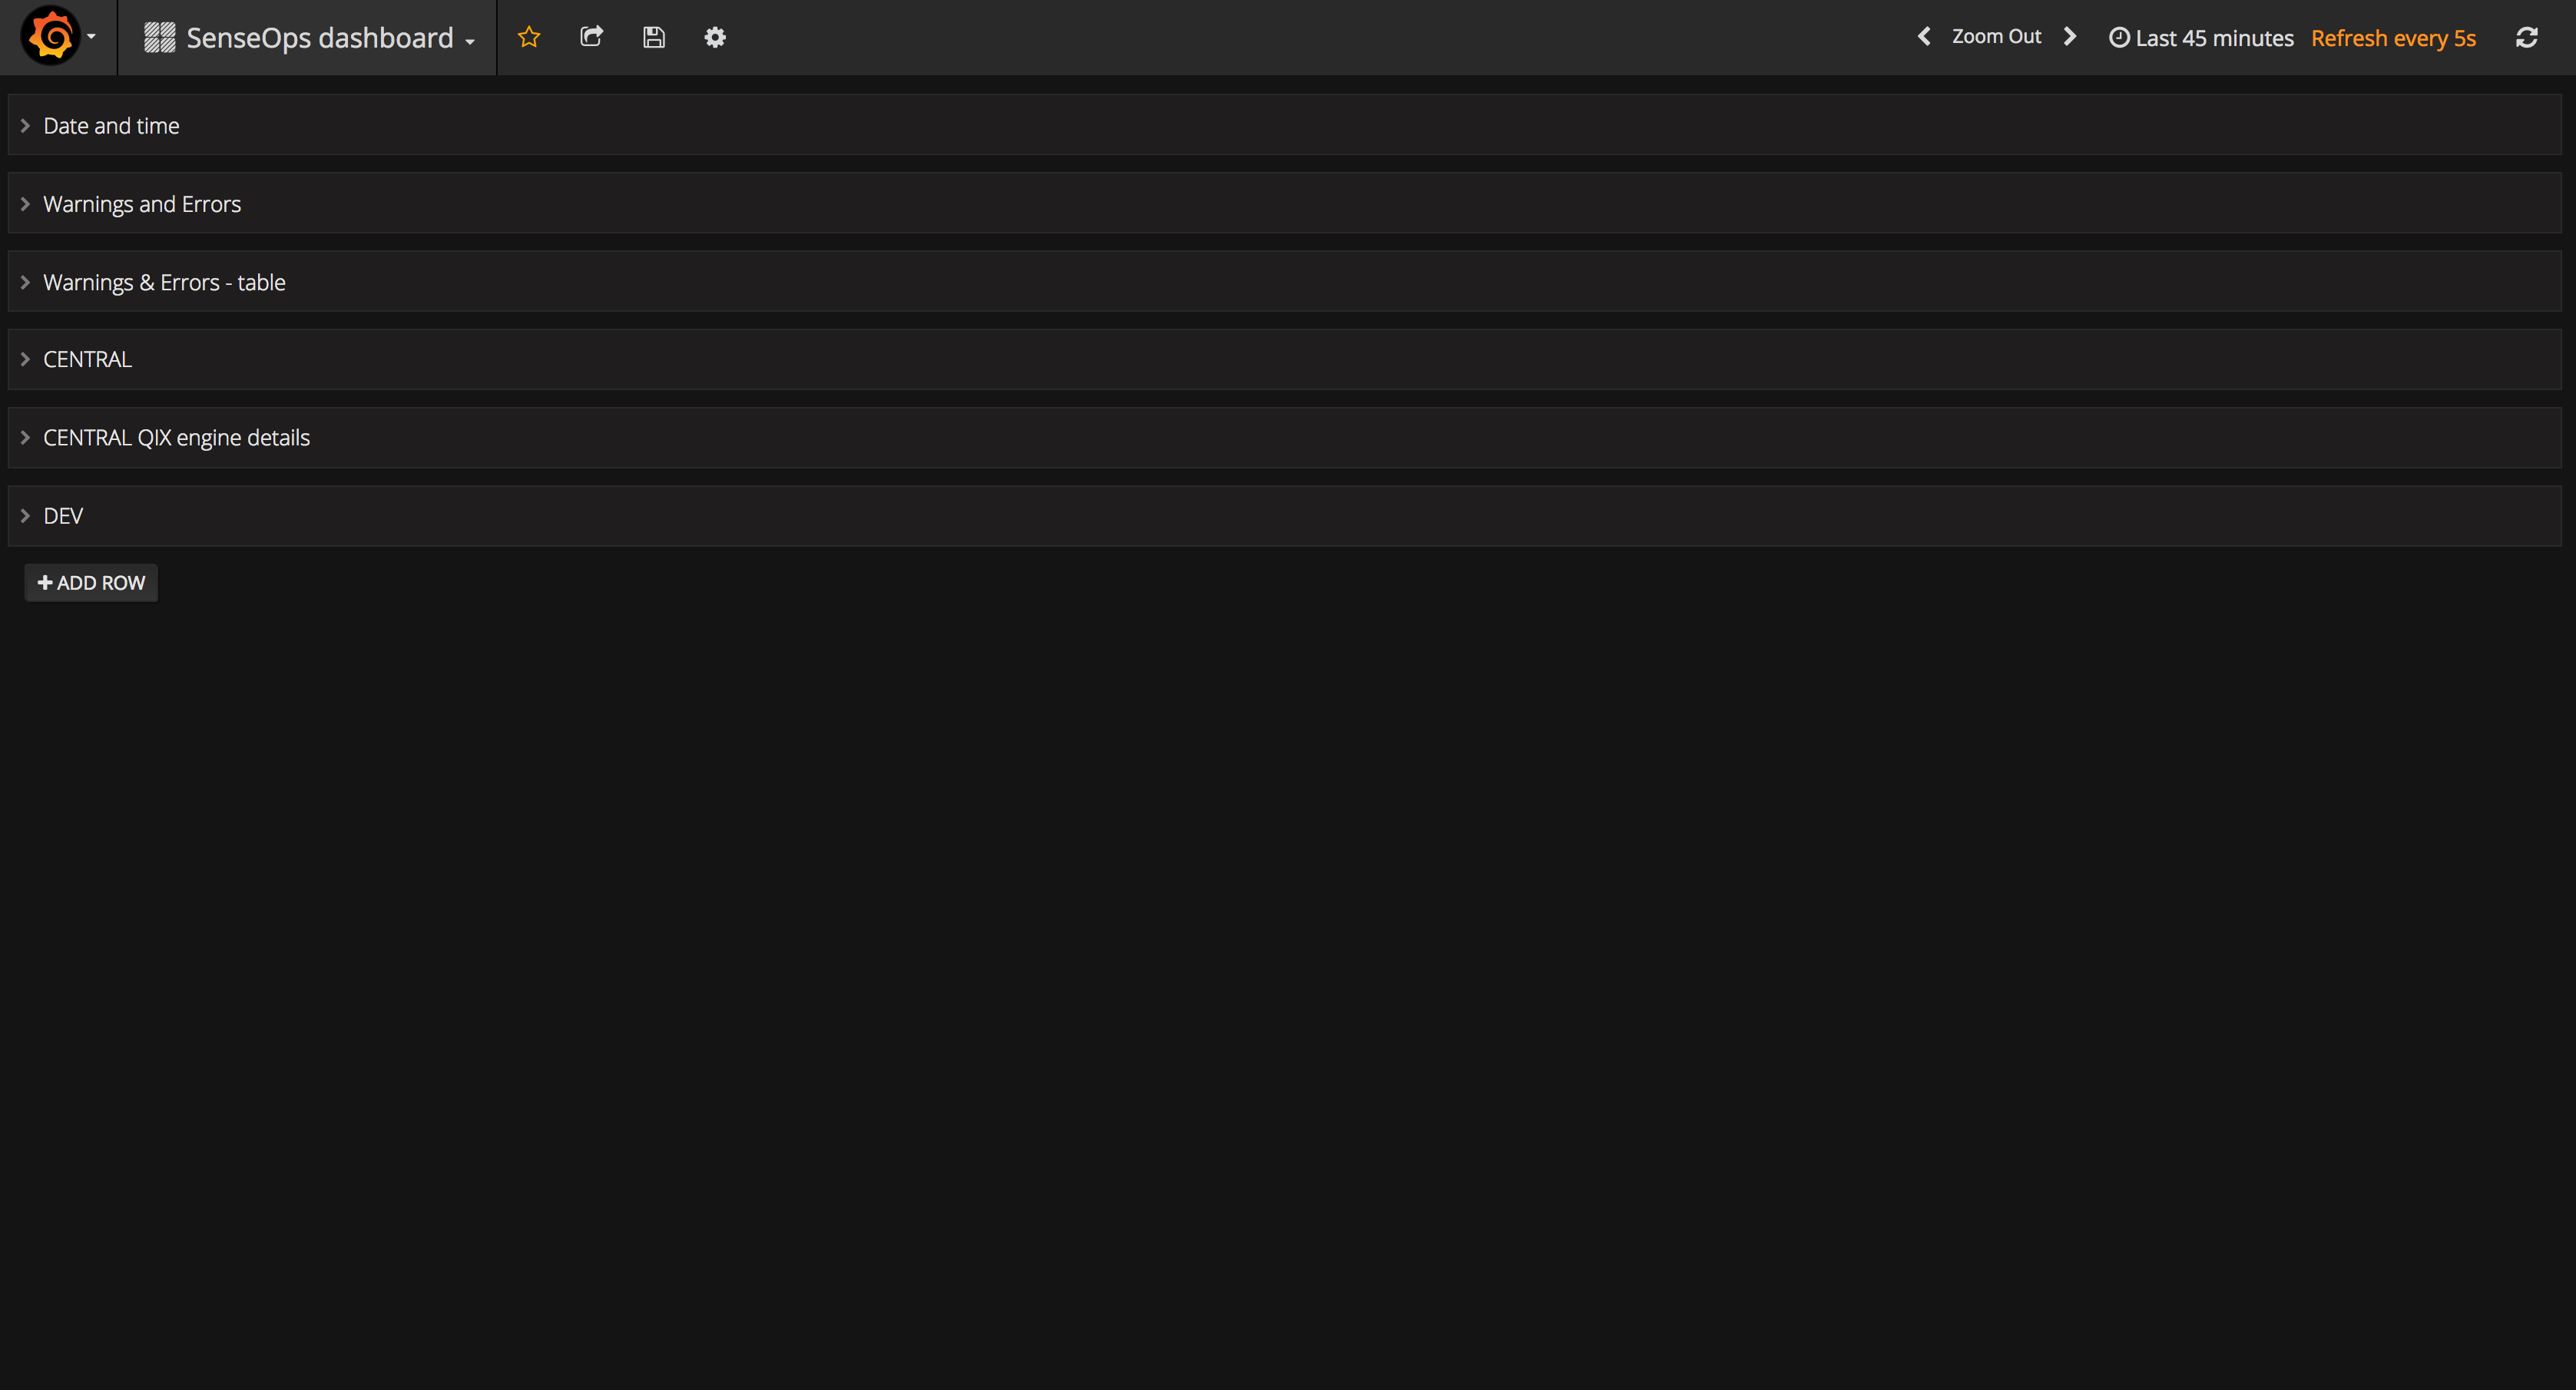 SenseOps dashboard
Zoom Out
Last 45 minutes Refresh every 5s
Date and time
Warnings and Errors
Warnings & Errors - table
CENTRAL
CENTRAL QIX engine details
DEV
ADD ROW